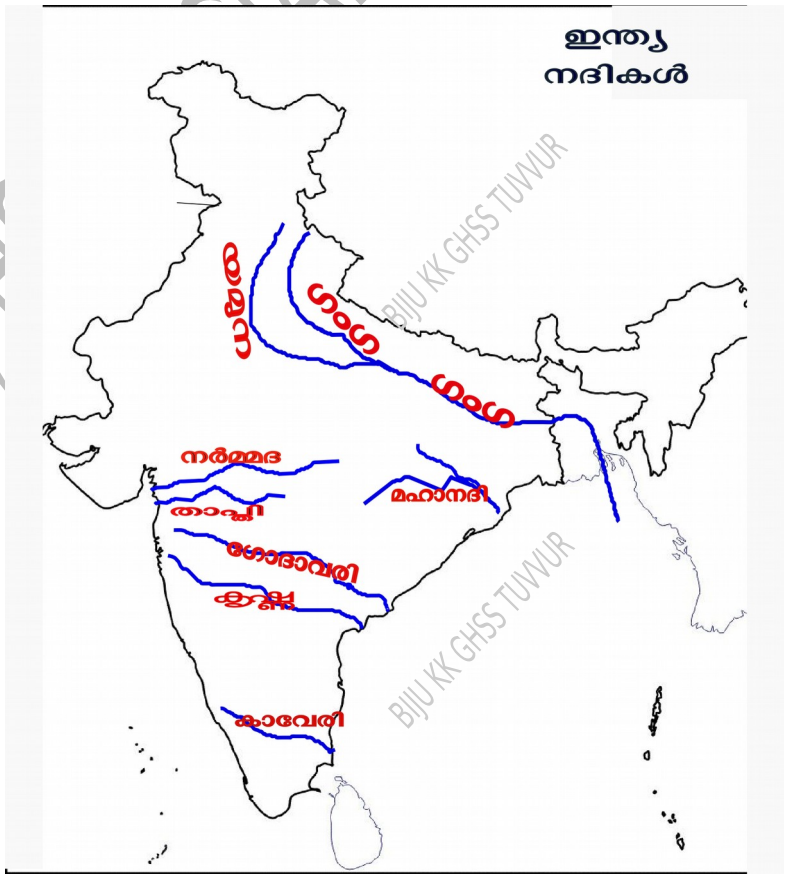 ഇന്ത്യ
നദികൾ
BIJU KK GHSS TUVVUR
യമുന
ഗംഗ
ഗംഗ
നർമ്മദ
താപ്തി
മഹാനദി
ഗോദാവരി
കൃഷ്ണ
BIJU KK GHSS TUVVUR
കാവേരി